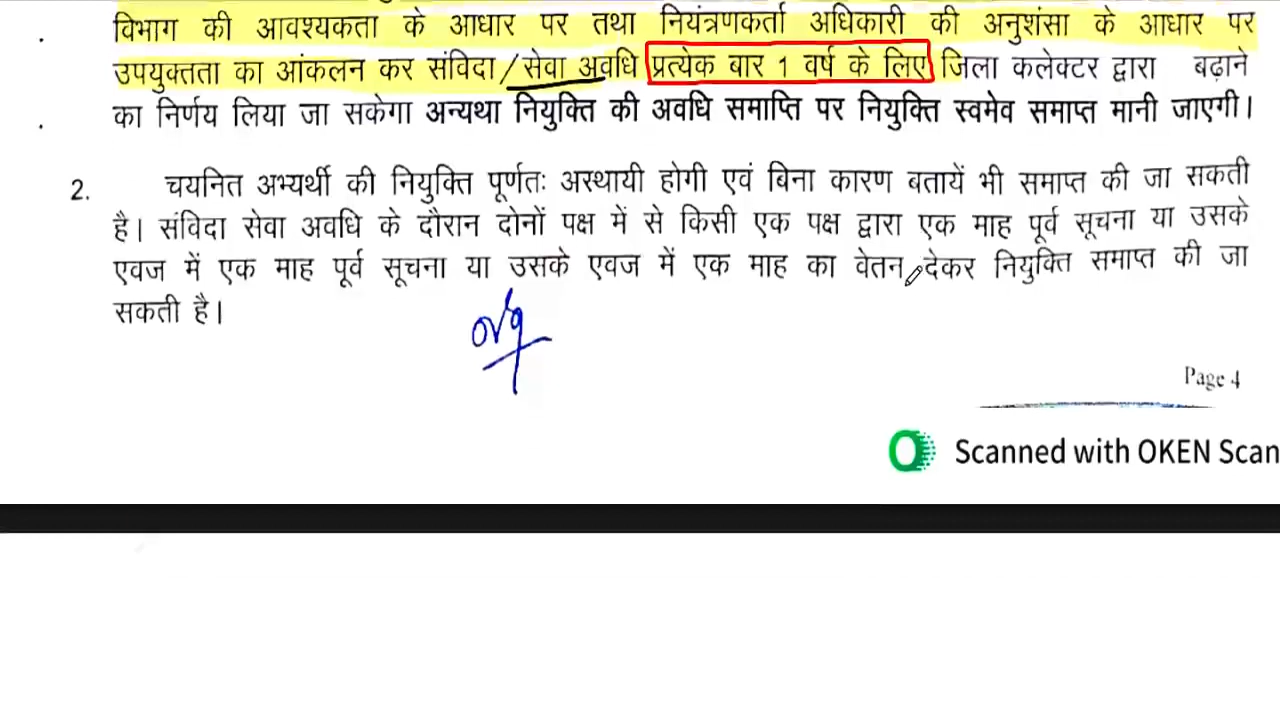 विभाग की आवश्यकता के आधार पर तथा नियंत्रणकर्ता अधिकारी की अनुशंसा के आधार पर
उपयुक्तता का आंकलन कर संविदा/सेवा अवधि प्रत्येक बार 1 वर्ष के लिए जिला कलेक्टर द्वारा बढ़ाने
का निर्णय लिया जा सकेगा अन्यथा नियुक्ति की अवधि समाप्ति पर नियुक्ति स्वमेव समाप्त मानी जाएगी।
2. चयनित अभ्यर्थी की नियुक्ति पूर्णतः अस्थायी होगी एवं बिना कारण बतायें भी समाप्त की जा सकती
है। संविदा सेवा अवधि के दौरान दोनों पक्ष में से किसी एक पक्ष द्वारा एक माह पूर्व सूचना या उसके
एवज में एक माह पूर्व सूचना या उसके एवज में एक माह का वेतन देकर नियुक्ति समाप्त की जा
सकती है।
Page 4
Scanned with OKEN Scan